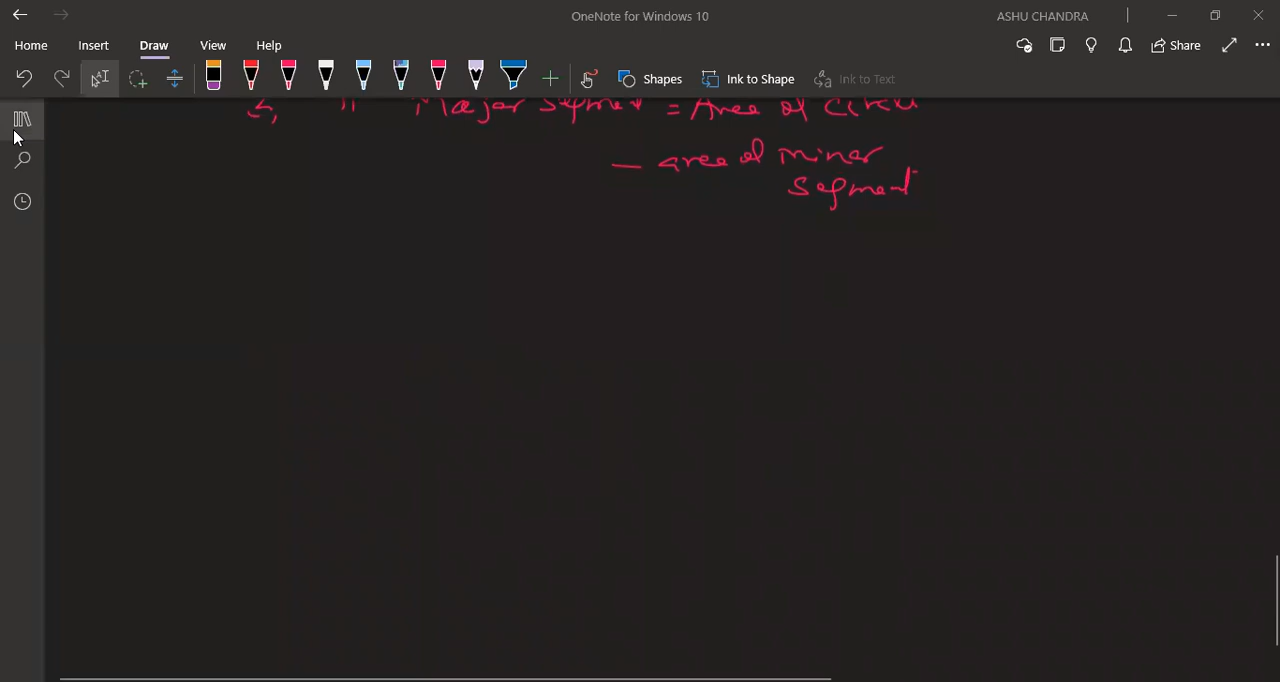 OneNote for Windows 10
ASHU CHANDRA
Home Insert Draw View Help
Share
Shapes Ink to Shape Ink to Text
5, " Major Segment = Area of Circle
— area of minor
Segment